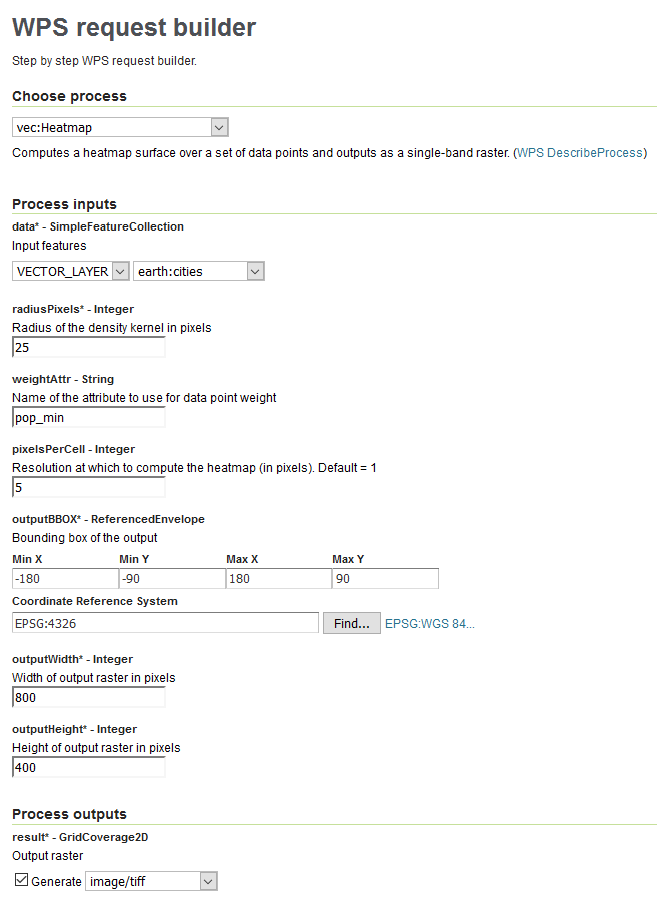 WPS request builder
Step by step WPS request builder.
Choose process
vec:Heatmap
Computes a heatmap surface over a set of data points and outputs as a single-band raster. (WPS DescribeProcess)
Process inputs
data* - SimpleFeatureCollection
Input features
VECTOR_LAYER earth:cities
radiusPixels* - Integer
Radius of the density kernel in pixels
25
weightAttr - String
Name of the attribute to use for data point weight
pop_min
pixelsPerCell - Integer
Resolution at which to compute the heatmap (in pixels). Default = 1
5
outputBBOX* - ReferencedEnvelope
Bounding box of the output
Min X Min Y Max X Max Y
-180 -90 180 90
Coordinate Reference System
EPSG:4326 Find... EPSG:WGS 84...
outputWidth* - Integer
Width of output raster in pixels
800
outputHeight* - Integer
Height of output raster in pixels
400
Process outputs
result* - GridCoverage2D
Output raster
Generate image/tiff